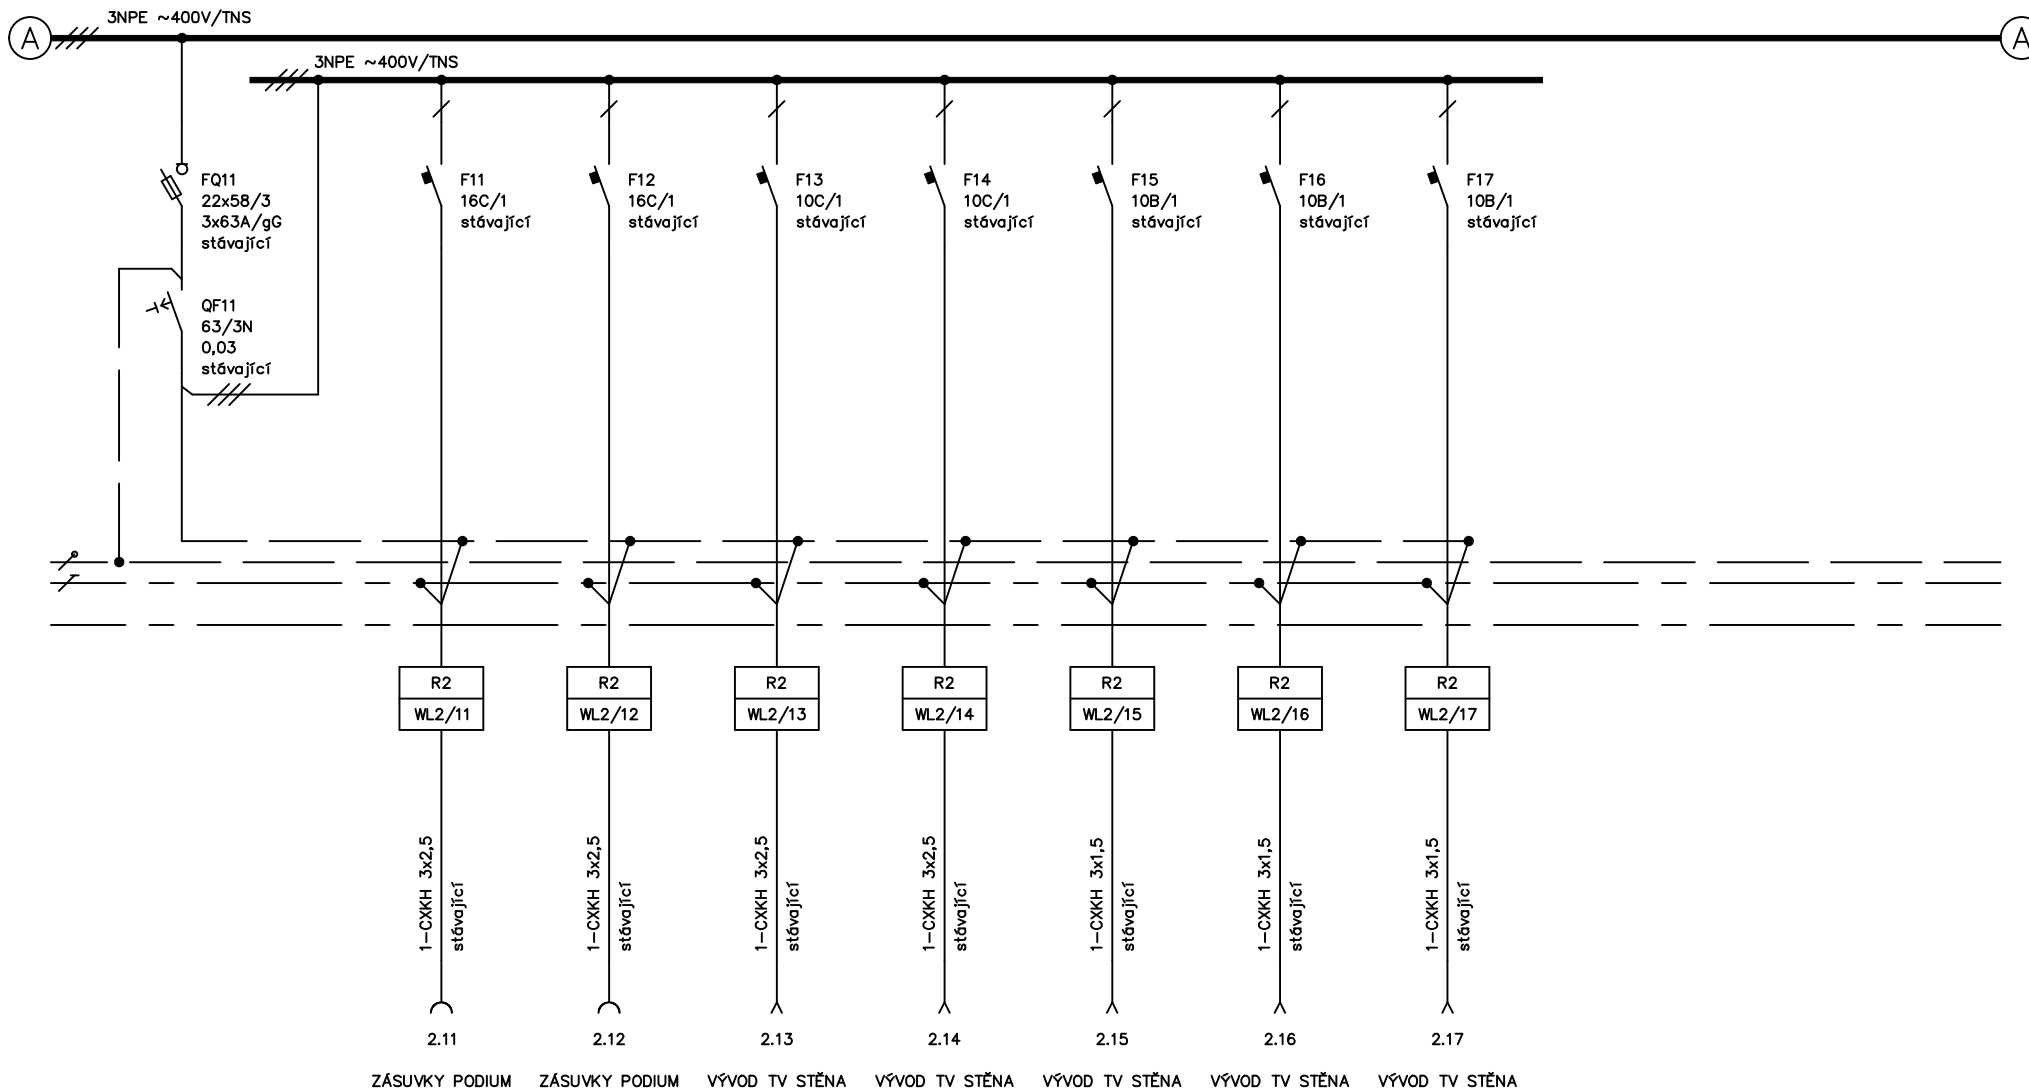 A
3NPE ~400V/TNS
A
3NPE ~400V/TNS
FQ11
22x58/3
3x63A/gG
stávající
F11
16C/1
stávající
F12
16C/1
stávající
F13
10C/1
stávající
F14
10C/1
stávající
F15
10B/1
stávající
F16
10B/1
stávající
F17
10B/1
stávající
QF11
63/3N
0,03
stávající
R2
WL2/11
R2
WL2/12
R2
WL2/13
R2
WL2/14
R2
WL2/15
R2
WL2/16
R2
WL2/17
1-CXKH 3x2,5
stávající
1-CXKH 3x2,5
stávající
1-CXKH 3x2,5
stávající
1-CXKH 3x2,5
stávající
1-CXKH 3x1,5
stávající
1-CXKH 3x1,5
stávající
1-CXKH 3x1,5
stávající
2.11
2.12
2.13
2.14
2.15
2.16
2.17
ZÁSUVKY PODIUM
ZÁSUVKY PODIUM
VÝVOD TV STĚNA
VÝVOD TV STĚNA
VÝVOD TV STĚNA
VÝVOD TV STĚNA
VÝVOD TV STĚNA